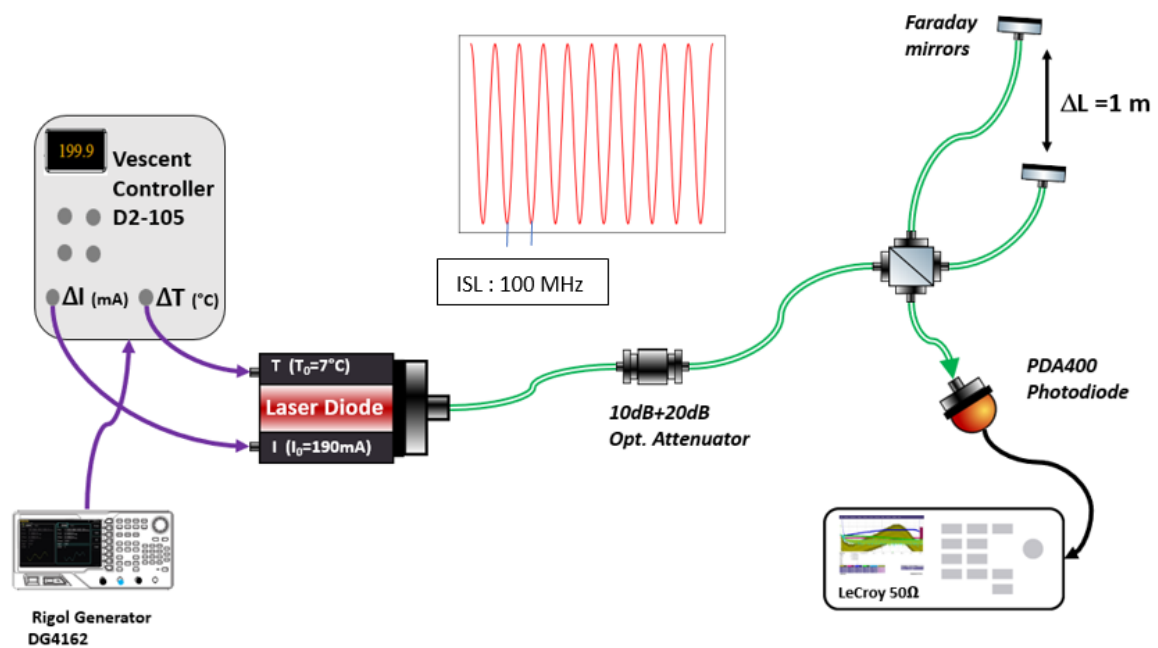 Faraday
mirrors
ΔL =1 m
199.9
Vescent
Controller
D2-105
ΔI (mA)
ΔT (°C)
ISL : 100 MHz
T (T₀=7°C)
Laser Diode
I (I₀=190mA)
10dB+20dB
Opt. Attenuator
PDA400
Photodiode
LeCroy 50Ω
Rigol Generator
DG4162